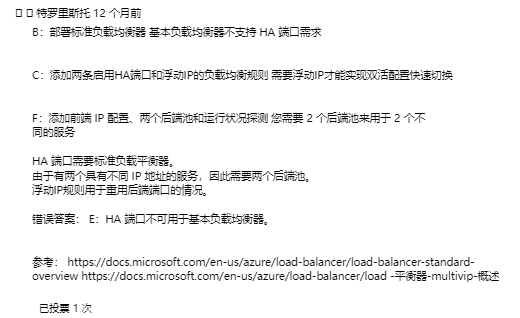 特罗里斯托 12 个月前
B：部署标准负载均衡器 基本负载均衡器不支持 HA 端口需求
C：添加两条启用HA端口和浮动IP的负载均衡规则 需要浮动IP才能实现双活配置快速切换
F：添加前端 IP 配置、两个后端池和运行状况探测 您需要 2 个后端池来用于 2 个不
同的服务
HA 端口需要标准负载平衡器。
由于有两个具有不同 IP 地址的服务，因此需要两个后端池。
浮动IP规则用于重用后端端口的情况。
错误答案： E：HA 端口不可用于基本负载均衡器。
参考： https://docs.microsoft.com/en-us/azure/load-balancer/load-balancer-standard-
overview https://docs.microsoft.com/en-us/azure/load-balancer/load -平衡器-multivip-概述
已投票 1 次